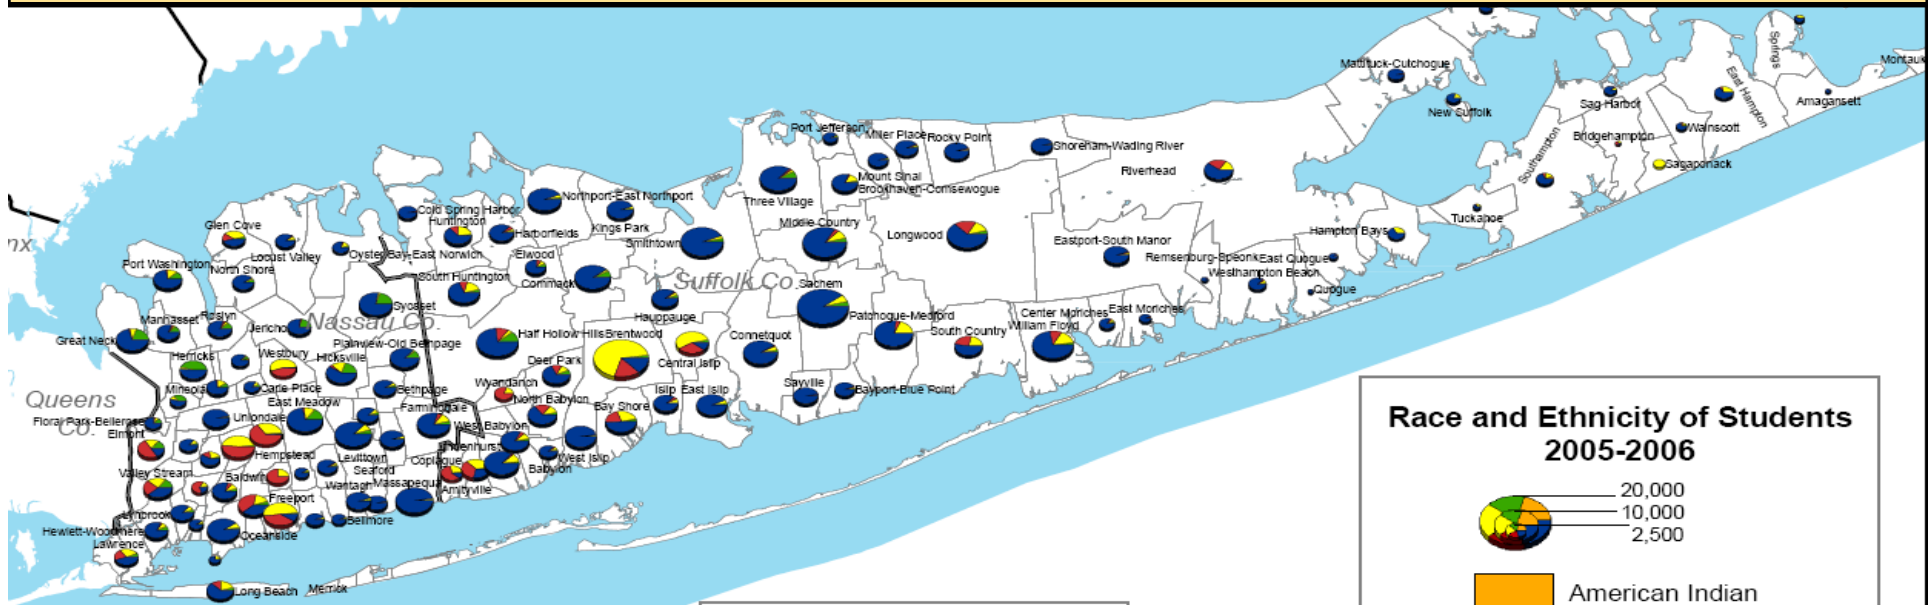 Mattituck-Cutchogue
Springs
Montauk
New Suffolk
East Hampton
Sag Harbor
Amagansett
Port Jefferson
Miller Place
Rocky Point
Bridgehampton
Wainscott
Shoreham-Wading River
Southampton
Sagaponack
Riverhead
Mount Sinai
Brookhaven-Comsewogue
Northport-East Northport
Three Village
Cold Spring Harbor
Huntington
Tuckahoe
Glen Cove
Harborfields
Kings Park
Middle Country
Longwood
Hampton Bays
Smithtown
Eastport-South Manor
Locust Valley
Oyster Bay-East Norwich
Elwood
Remsenburg-Speonk
East Quogue
Port Washington
North Shore
South Huntington
Commack
Suffolk Co.
Westhampton Beach
Sachem
Quogue
nx
Syosset
Hauppauge
Manhasset
Roslyn
Jericho
Nassau Co.
Patchogue-Medford
Center Moriches
East Moriches
Great Neck
Half Hollow Hills
Brentwood
Connetquot
South Country
William Floyd
Plainview-Old Bethpage
Herricks
Westbury
Hicksville
Deer Park
Central Islip
Mineola
Carle Place
Bethpage
Wyandanch
Islip
East Islip
Sayville
Bayport-Blue Point
Queens
Co.
East Meadow
Farmingdale
North Babylon
Bay Shore
Floral Park-Bellerose
Uniondale
West Babylon
Elmont
Lindenhurst
Hempstead
Levittown
Copiague
West Islip
Valley Stream
Baldwin
Seaford
Babylon
Wantagh
Massapequa
Amityville
Freeport
Lynbrook
Bellmore
Hewlett-Woodmere
Oceanside
Lawrence
Long Beach
Merrick
Race and Ethnicity of Students
2005-2006
20,000
10,000
2,500
American Indian